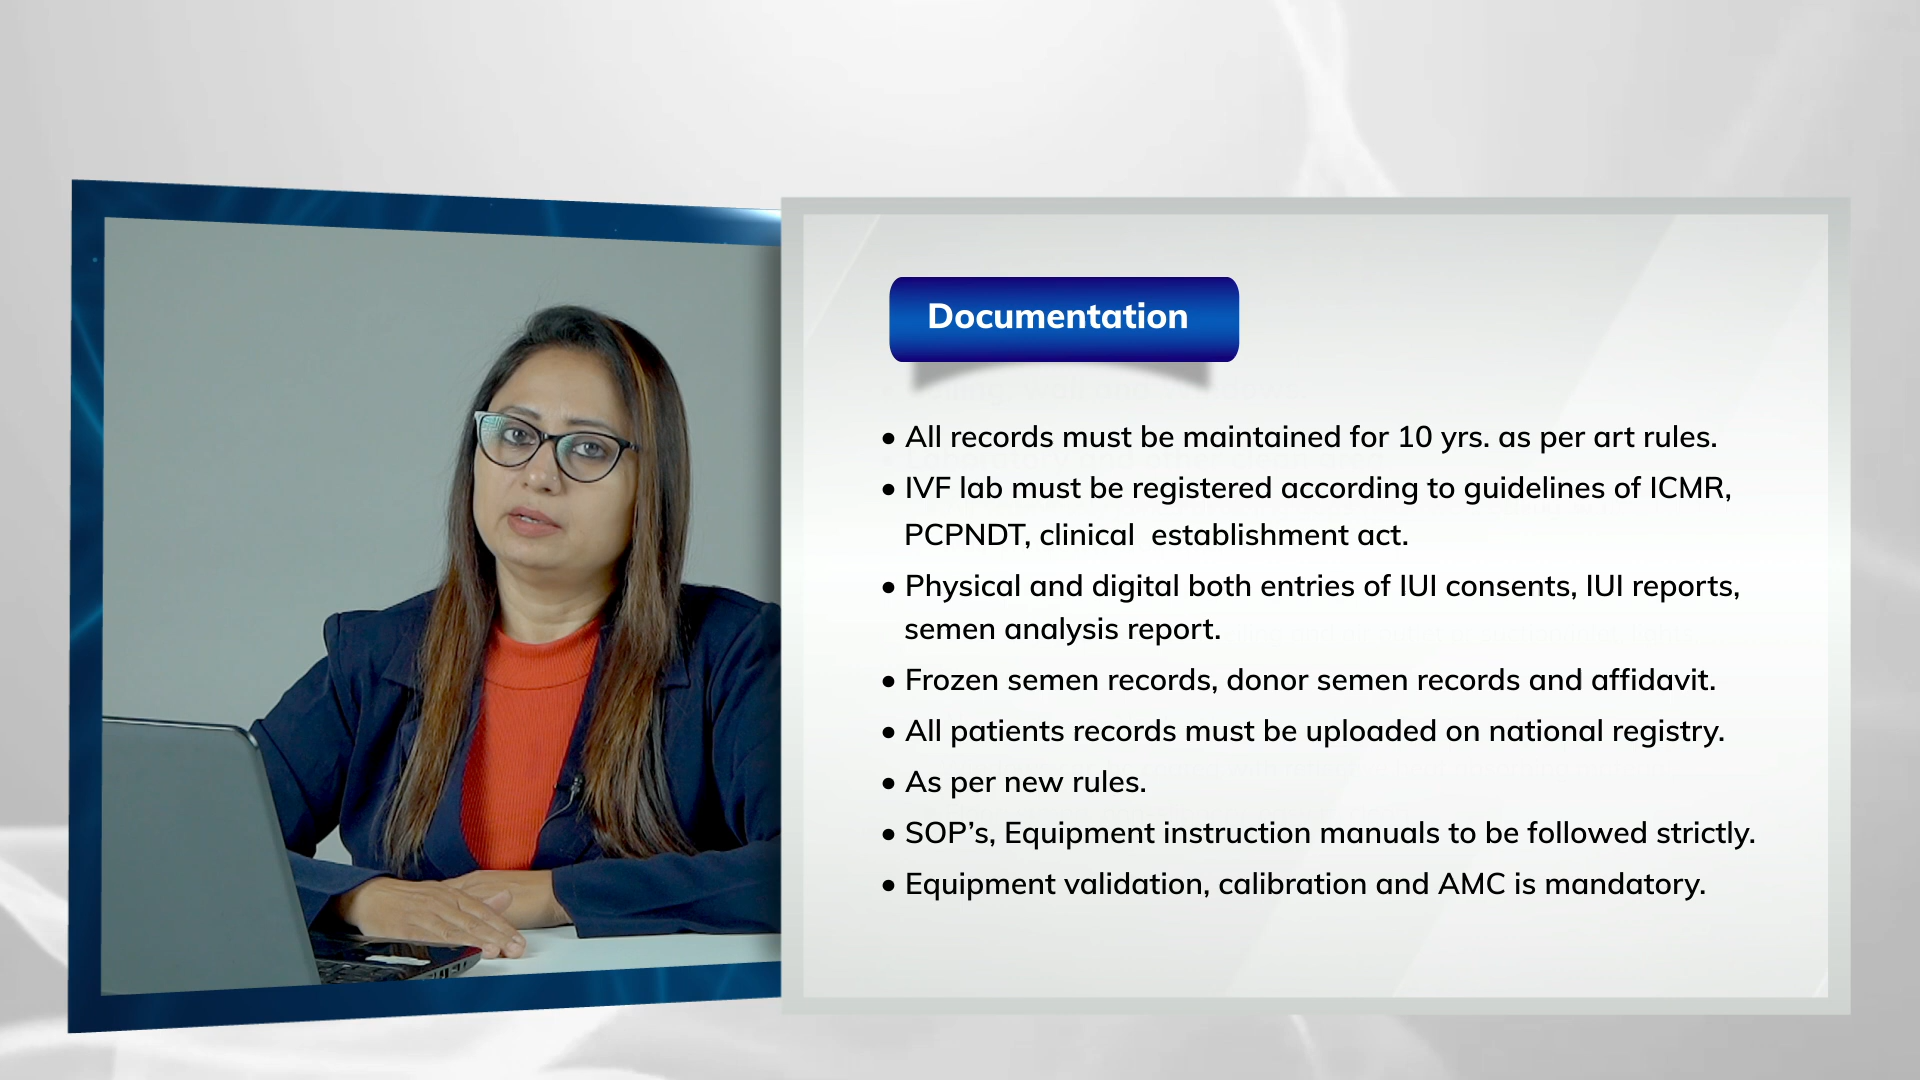 Documentation
• All records must be maintained for 10 yrs. as per art rules.
• IVF lab must be registered according to guidelines of ICMR,
PCPNDT, clinical  establishment act.
• Physical and digital both entries of IUI consents, IUI reports,
semen analysis report.
• Frozen semen records, donor semen records and affidavit.
• All patients records must be uploaded on national registry.
• As per new rules.
• SOP’s, Equipment instruction manuals to be followed strictly.
• Equipment validation, calibration and AMC is mandatory.